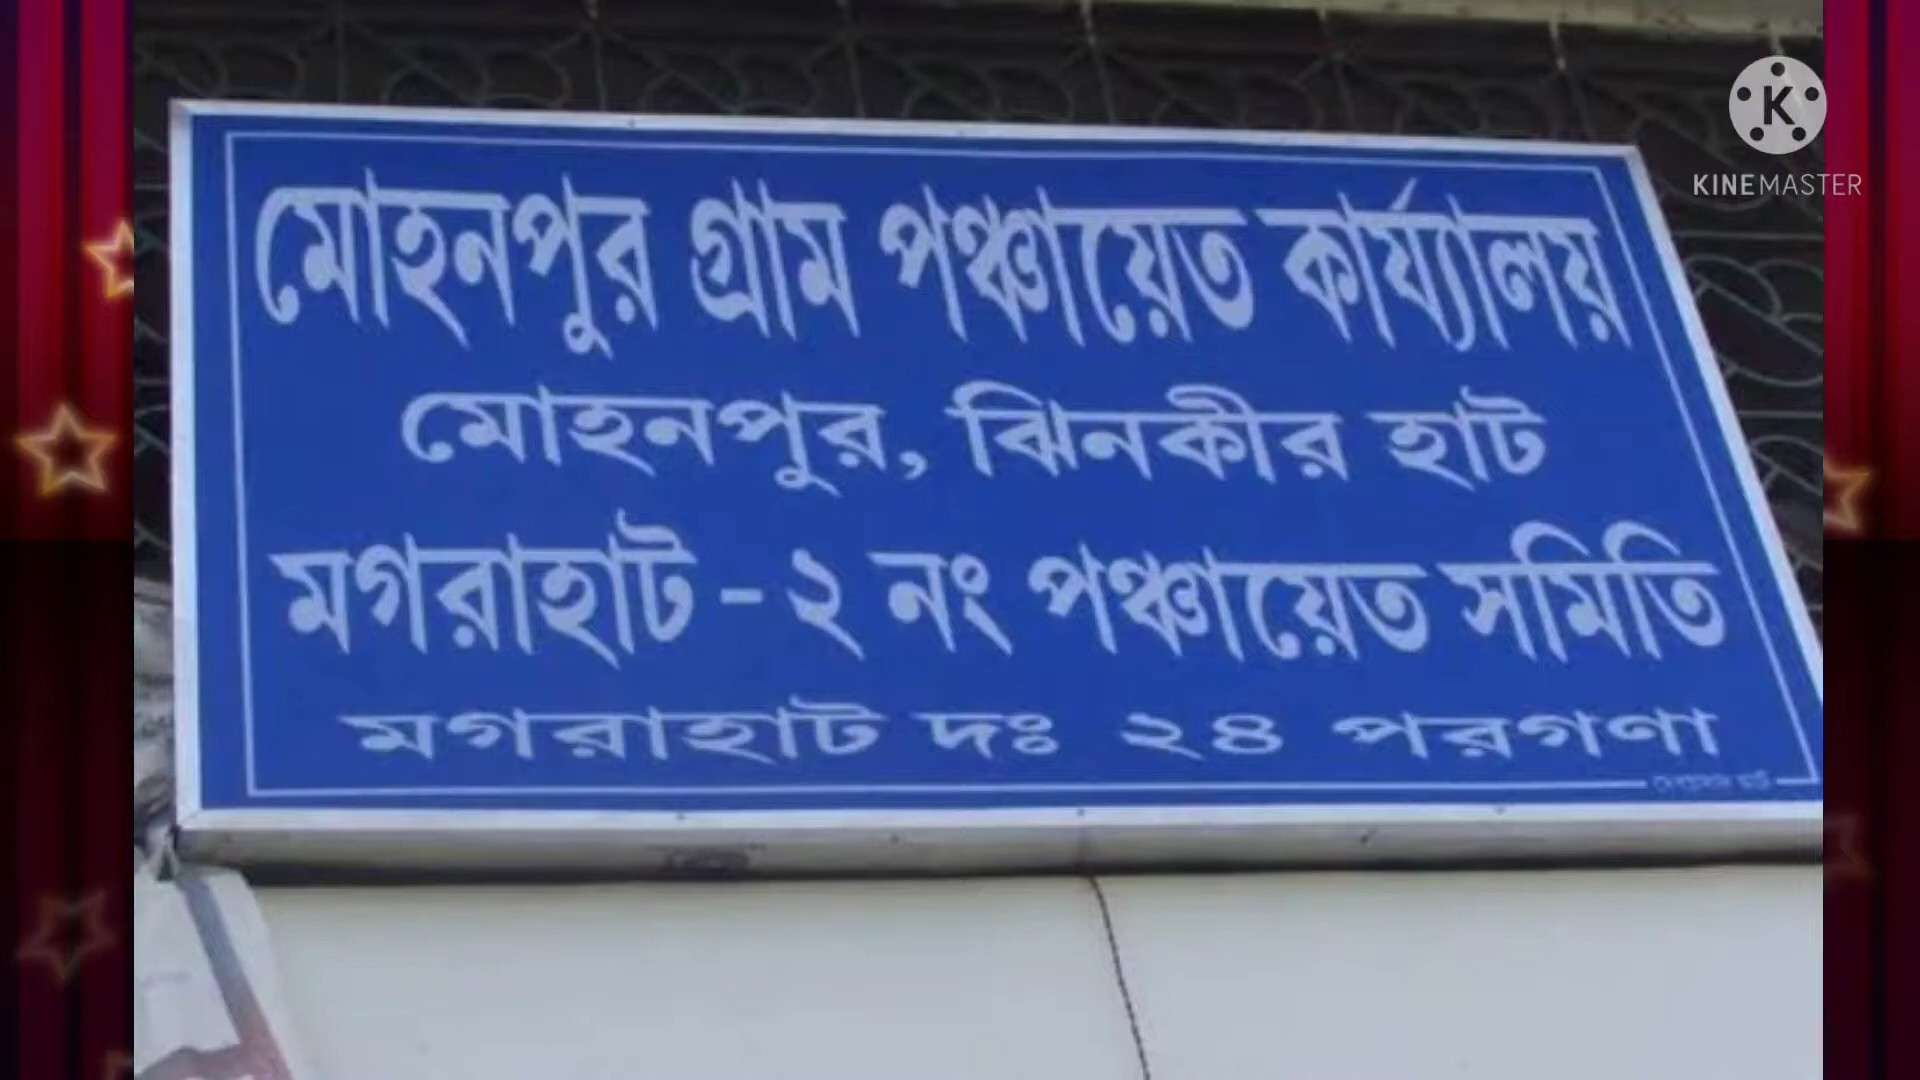 মোহনপুর গ্রাম পঞ্চায়েত কার্য্যালয়
মোহনপুর, ঝিনকীর হাট
মগরাহাট - ২ নং পঞ্চায়েত সমিতি
মগরাহাট দঃ ২৪ পরগণা
K
KINEMASTER